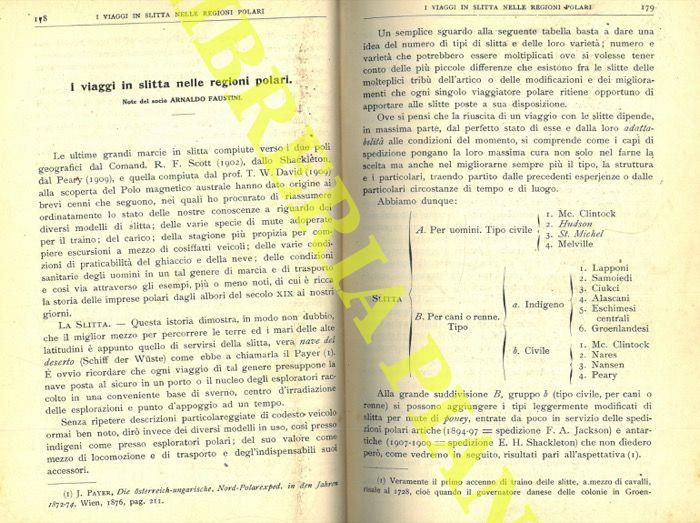 158
I VIAGGI IN SLITTA NELLE REGIONI POLARI
I viaggi in slitta nelle regioni polari.
Note del socio ARNALDO FAUSTINI.
Le ultime grandi marcie in slitta compiute verso i due poli
geografici dal Comand. R. F. Scott (1902), dallo Shackleton,
dal Peary (1909), e quella compiuta dal prof. T. W. David (1909)
alla scoperta del Polo magnetico australe hanno dato origine ai
brevi cenni che seguono, nei quali ho procurato di riassumere
ordinatamente lo stato delle nostre conoscenze a riguardo dei
diversi modelli di slitta; delle varie specie di mute adoperate
per il traino; del carico; della stagione più propizia per com-
piere escursioni a mezzo di cosiffatti veicoli; delle varie condi-
zioni di praticabilità del ghiaccio e della neve; delle condizioni
sanitarie degli uomini in un tal genere di marcia e di trasporto
e così via attraverso gli esempi, più o meno noti, di cui è ricca
la storia delle imprese polari dagli albori del secolo XIX ai nostri
giorni.
LA SLITTA. — Questa istoria dimostra, in modo non dubbio,
che il miglior mezzo per percorrere le terre ed i mari delle alte
latitudini è appunto quello di servirsi della slitta, vera nave del
deserto (Schiff der Wüste) come ebbe a chiamarla il Payer (1).
È ovvio ricordare che ogni viaggio di tal genere presuppone la
nave posta al sicuro in un porto o il nucleo degli esploratori rac-
colto in una conveniente base di sverno, centro d'irradiazione
delle esplorazioni e punto d'appoggio ad un tempo.
Senza ripetere descrizioni particolareggiate di codesto veicolo
ormai ben noto, dirò invece dei diversi modelli in uso, così presso
indigeni come presso esploratori polari; del suo valore come
mezzo di locomozione e di trasporto e degl'indispensabili suoi
accessori.
(1) J. PAYER, Die österreich-ungarische, Nord-Polarexped. in den Jahren
1872-74, Wien, 1876, pag. 211.
I VIAGGI IN SLITTA NELLE REGIONI POLARI
179
Un semplice sguardo alla seguente tabella basta a dare una
idea del numero di tipi di slitta e delle loro varietà; numero e
varietà che potrebbero essere moltiplicati ove si volesse tener
conto delle più piccole differenze che esistono fra le slitte delle
molteplici tribù dell'artico o delle modificazioni e dei migliora-
menti che ogni singolo viaggiatore polare ritiene opportuno di
apportare alle slitte poste a sua disposizione.
Ove si pensi che la riuscita di un viaggio con le slitte dipende,
in massima parte, dal perfetto stato di esse e dalla loro adatta-
bilità alle condizioni del momento, si comprende come i capi di
spedizione pongano la loro massima cura non solo nel farne la
scelta ma anche nel migliorarne sempre più il tipo, la struttura
e i particolari, traendo partito dalle precedenti esperienze o dalle
particolari circostanze di tempo e di luogo.
Abbiamo dunque:
SLITTA
A. Per uomini. Tipo civile
1. Mc. Clintock
2. Hudson
3. St. Michel
4. Melville
B. Per cani o renne.
Tipo
a. Indigeno
1. Lapponi
2. Samoiedi
3. Ciukci
4. Alascani
5. Eschimesi
centrali
6. Groenlandesi
b. Civile
1. Mc. Clintock
2. Nares
3. Nansen
4. Peary
Alla grande suddivisione B, gruppo b (tipo civile, per cani o
renne) si possono aggiungere i tipi leggermente modificati di
slitta per mute di poney, entrate da poco in servizio delle spedi-
zioni polari artiche (1894-97 = spedizione F. A. Jackson) e antar-
tiche (1907-1909 = spedizione E. H. Shackleton) che non diedero
però, come vedremo in seguito, risultati pari all'aspettativa (1).
(1) Veramente il primo accenno di traino delle slitte, a mezzo di cavalli,
risale al 1728, cioè quando il governatore danese delle colonie in Groen-